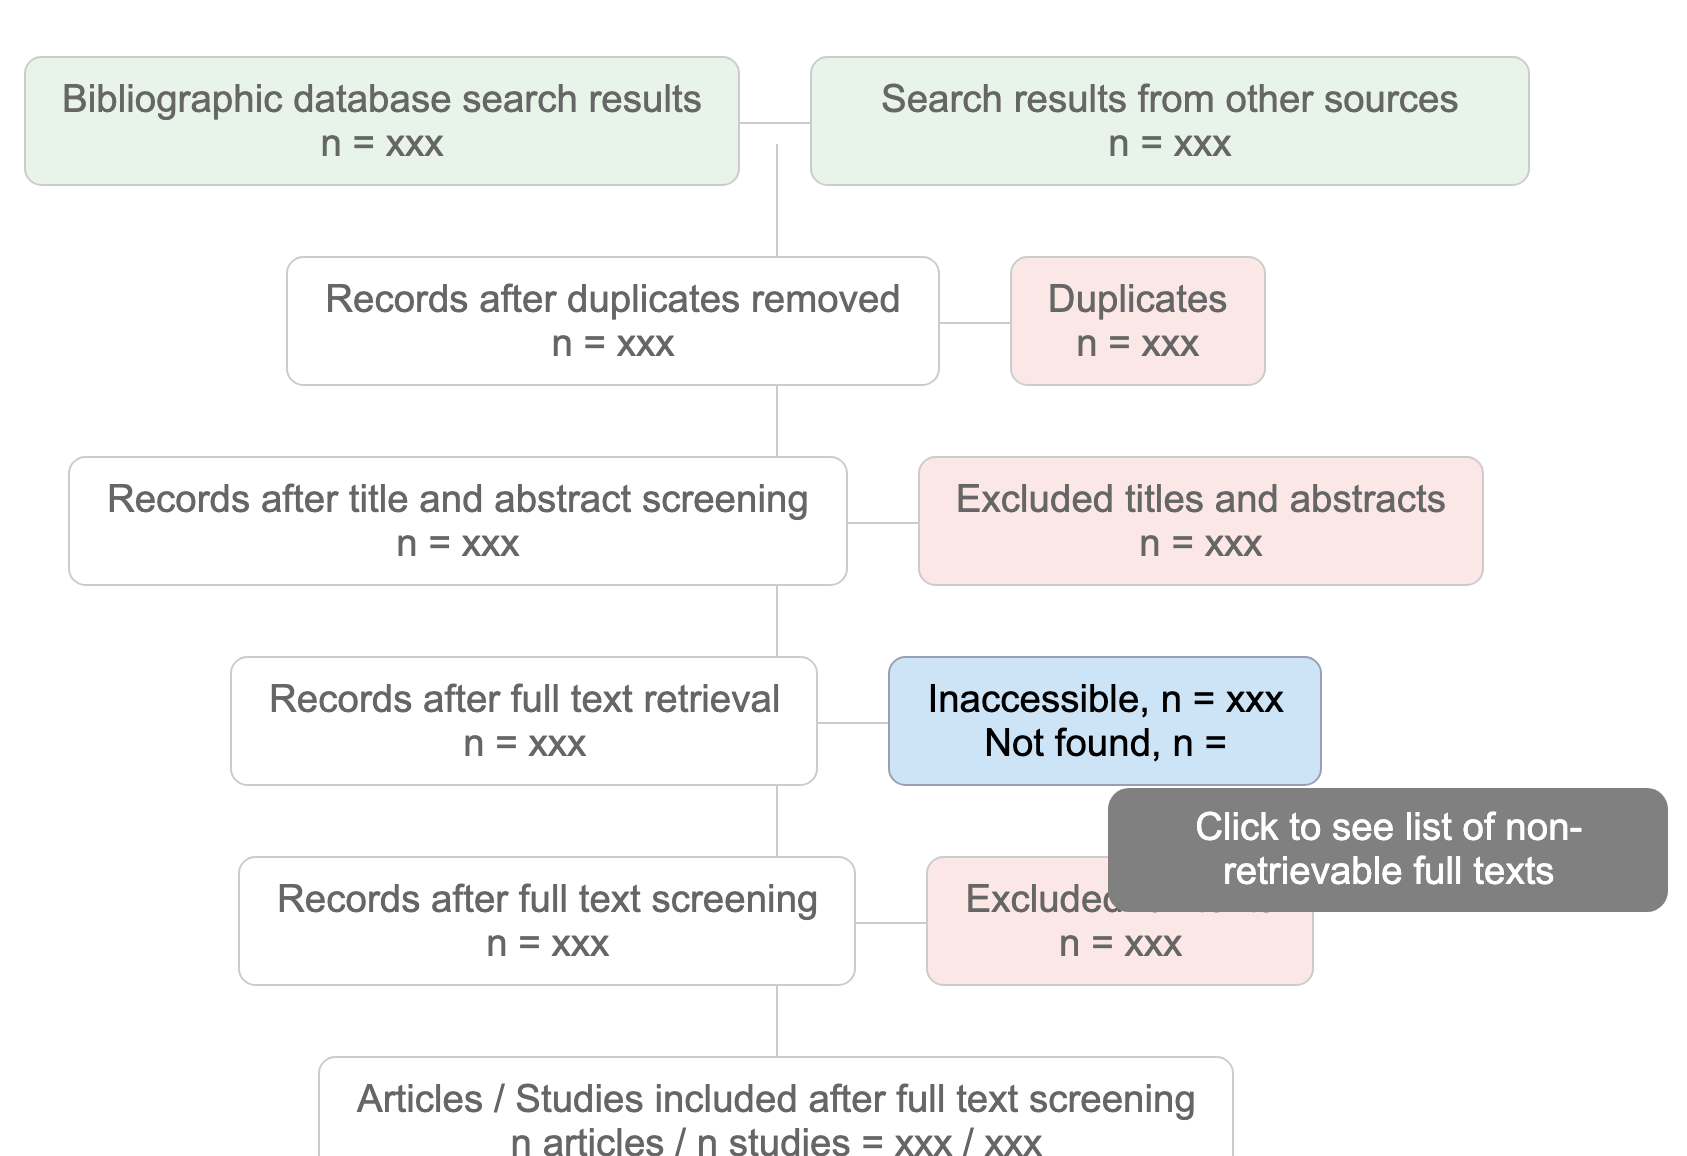 Bibliographic database search results
n = xxx
Search results from other sources
n = xxx
Records after duplicates removed
n = xxx
Duplicates
n = xxx
Records after title and abstract screening
n = xxx
Excluded titles and abstracts
n = xxx
Records after full text retrieval
n = xxx
Inaccessible, n = xxx
Not found, n =
Click to see list of non-
retrievable full texts
Records after full text screening
n = xxx
Excluded
n = xxx
Articles / Studies included after full text screening
n articles / n studies = xxx / xxx